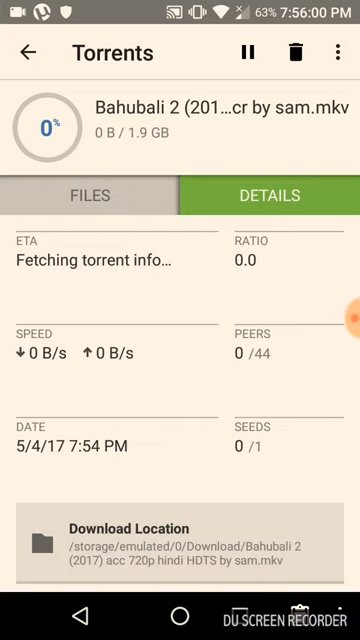 63% 7:56:00 PM
Torrents
0% Bahubali 2 (201...cr by sam.mkv
0 B / 1.9 GB
FILES DETAILS
ETA RATIO
Fetching torrent info... 0.0
SPEED PEERS
0 B/s 0 B/s 0 /44
DATE SEEDS
5/4/17 7:54 PM 0 /1
Download Location
/storage/emulated/0/Download/Bahubali 2
(2017) acc 720p hindi HDTS by sam.mkv
DU SCREEN RECORDER